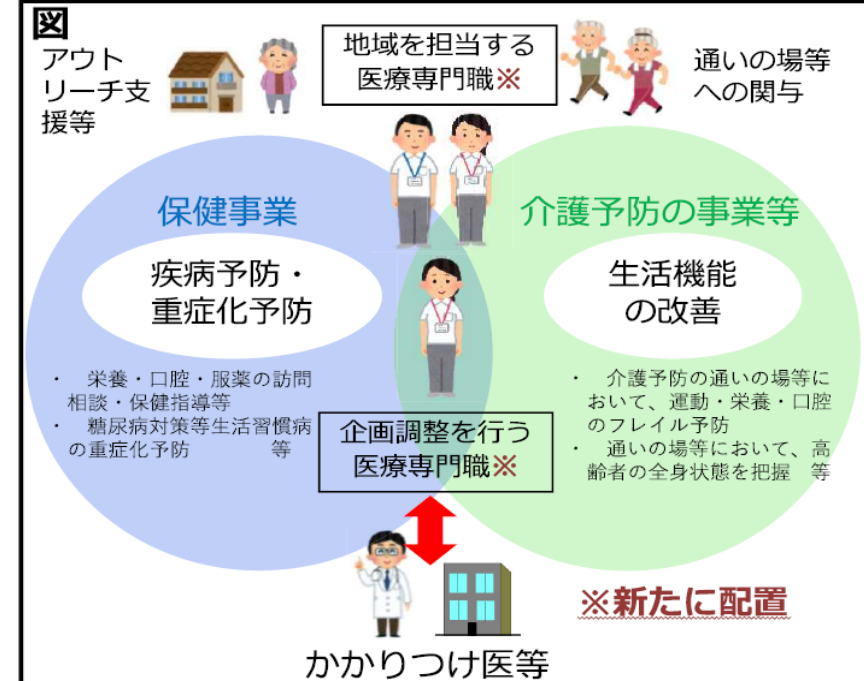 図
アウト
リーチ支
援等
地域を担当する
医療専門職※
通いの場等
への関与
保健事業
疾病予防・
重症化予防
・　栄養・口腔・服薬の訪問
相談・保健指導等
・　糖尿病対策等生活習慣病
の重症化予防　　　　等
介護予防の事業等
生活機能
の改善
・　介護予防の通いの場等に
おいて、運動・栄養・口腔
のフレイル予防
・　通いの場等において、高
齢者の全身状態を把握　等
企画調整を行う
医療専門職※
※新たに配置
かかりつけ医等